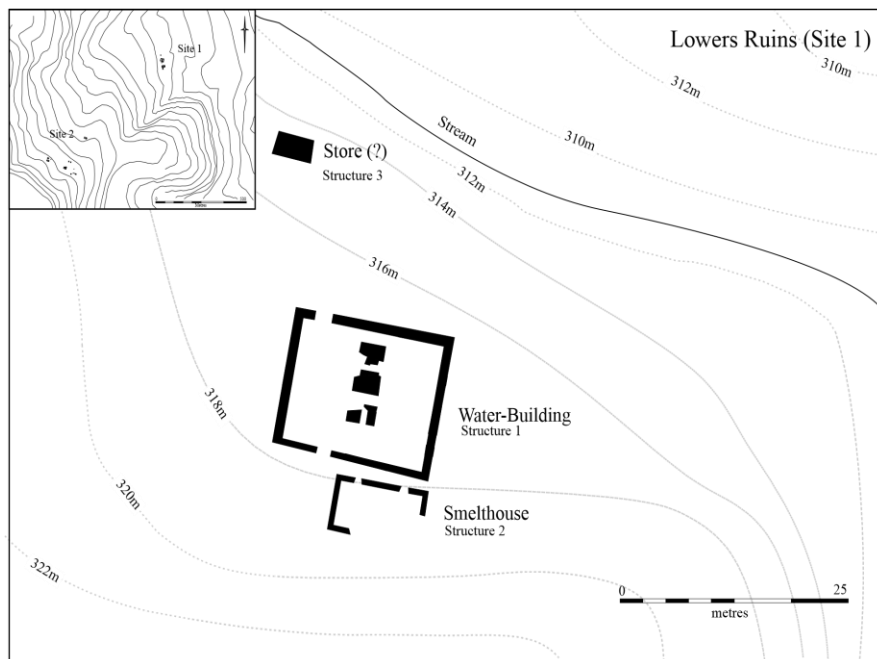 Lowers Ruins (Site 1)
Site 1
Site 2
310m
312m
310m
Stream
Store (?)
Structure 3
312m
314m
316m
318m
Water-Building
Structure 1
320m
Smelthouse
Structure 2
322m
0
25
metres